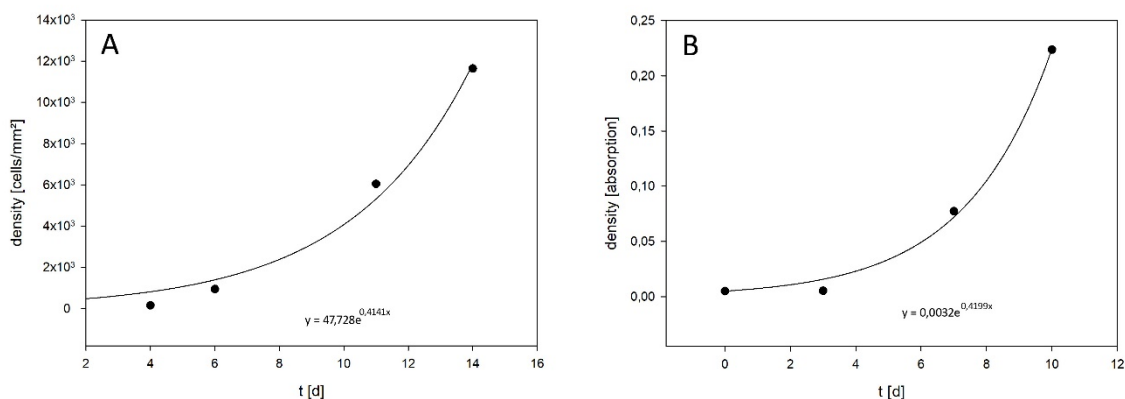 A
14x10³
12x10³
10x10³
8x10³
6x10³
4x10³
2x10³
0
density [cells/mm²]
y = 47,728e^0,4141x
2 4 6 8 10 12 14 16
t [d]
B
0,25
0,20
0,15
0,10
0,05
0,00
density [absorption]
y = 0,0032e^0,4199x
0 2 4 6 8 10 12
t [d]